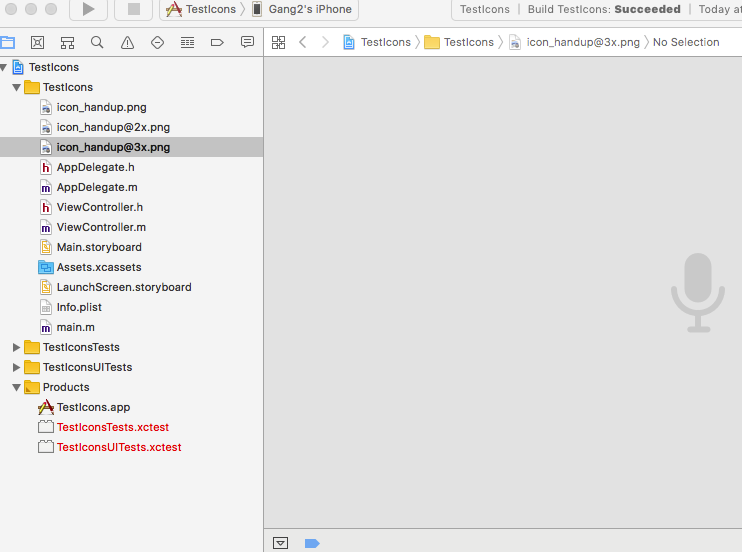 TestIcons 〉 Gang2's iPhone
TestIcons | Build TestIcons: Succeeded | Today at
TestIcons 〉 TestIcons 〉 icon_handup@3x.png 〉 No Selection
TestIcons
TestIcons
icon_handup.png
icon_handup@2x.png
icon_handup@3x.png
AppDelegate.h
AppDelegate.m
ViewController.h
ViewController.m
Main.storyboard
Assets.xcassets
LaunchScreen.storyboard
Info.plist
main.m
TestIconsTests
TestIconsUITests
Products
TestIcons.app
TestIconsTests.xctest
TestIconsUITests.xctest